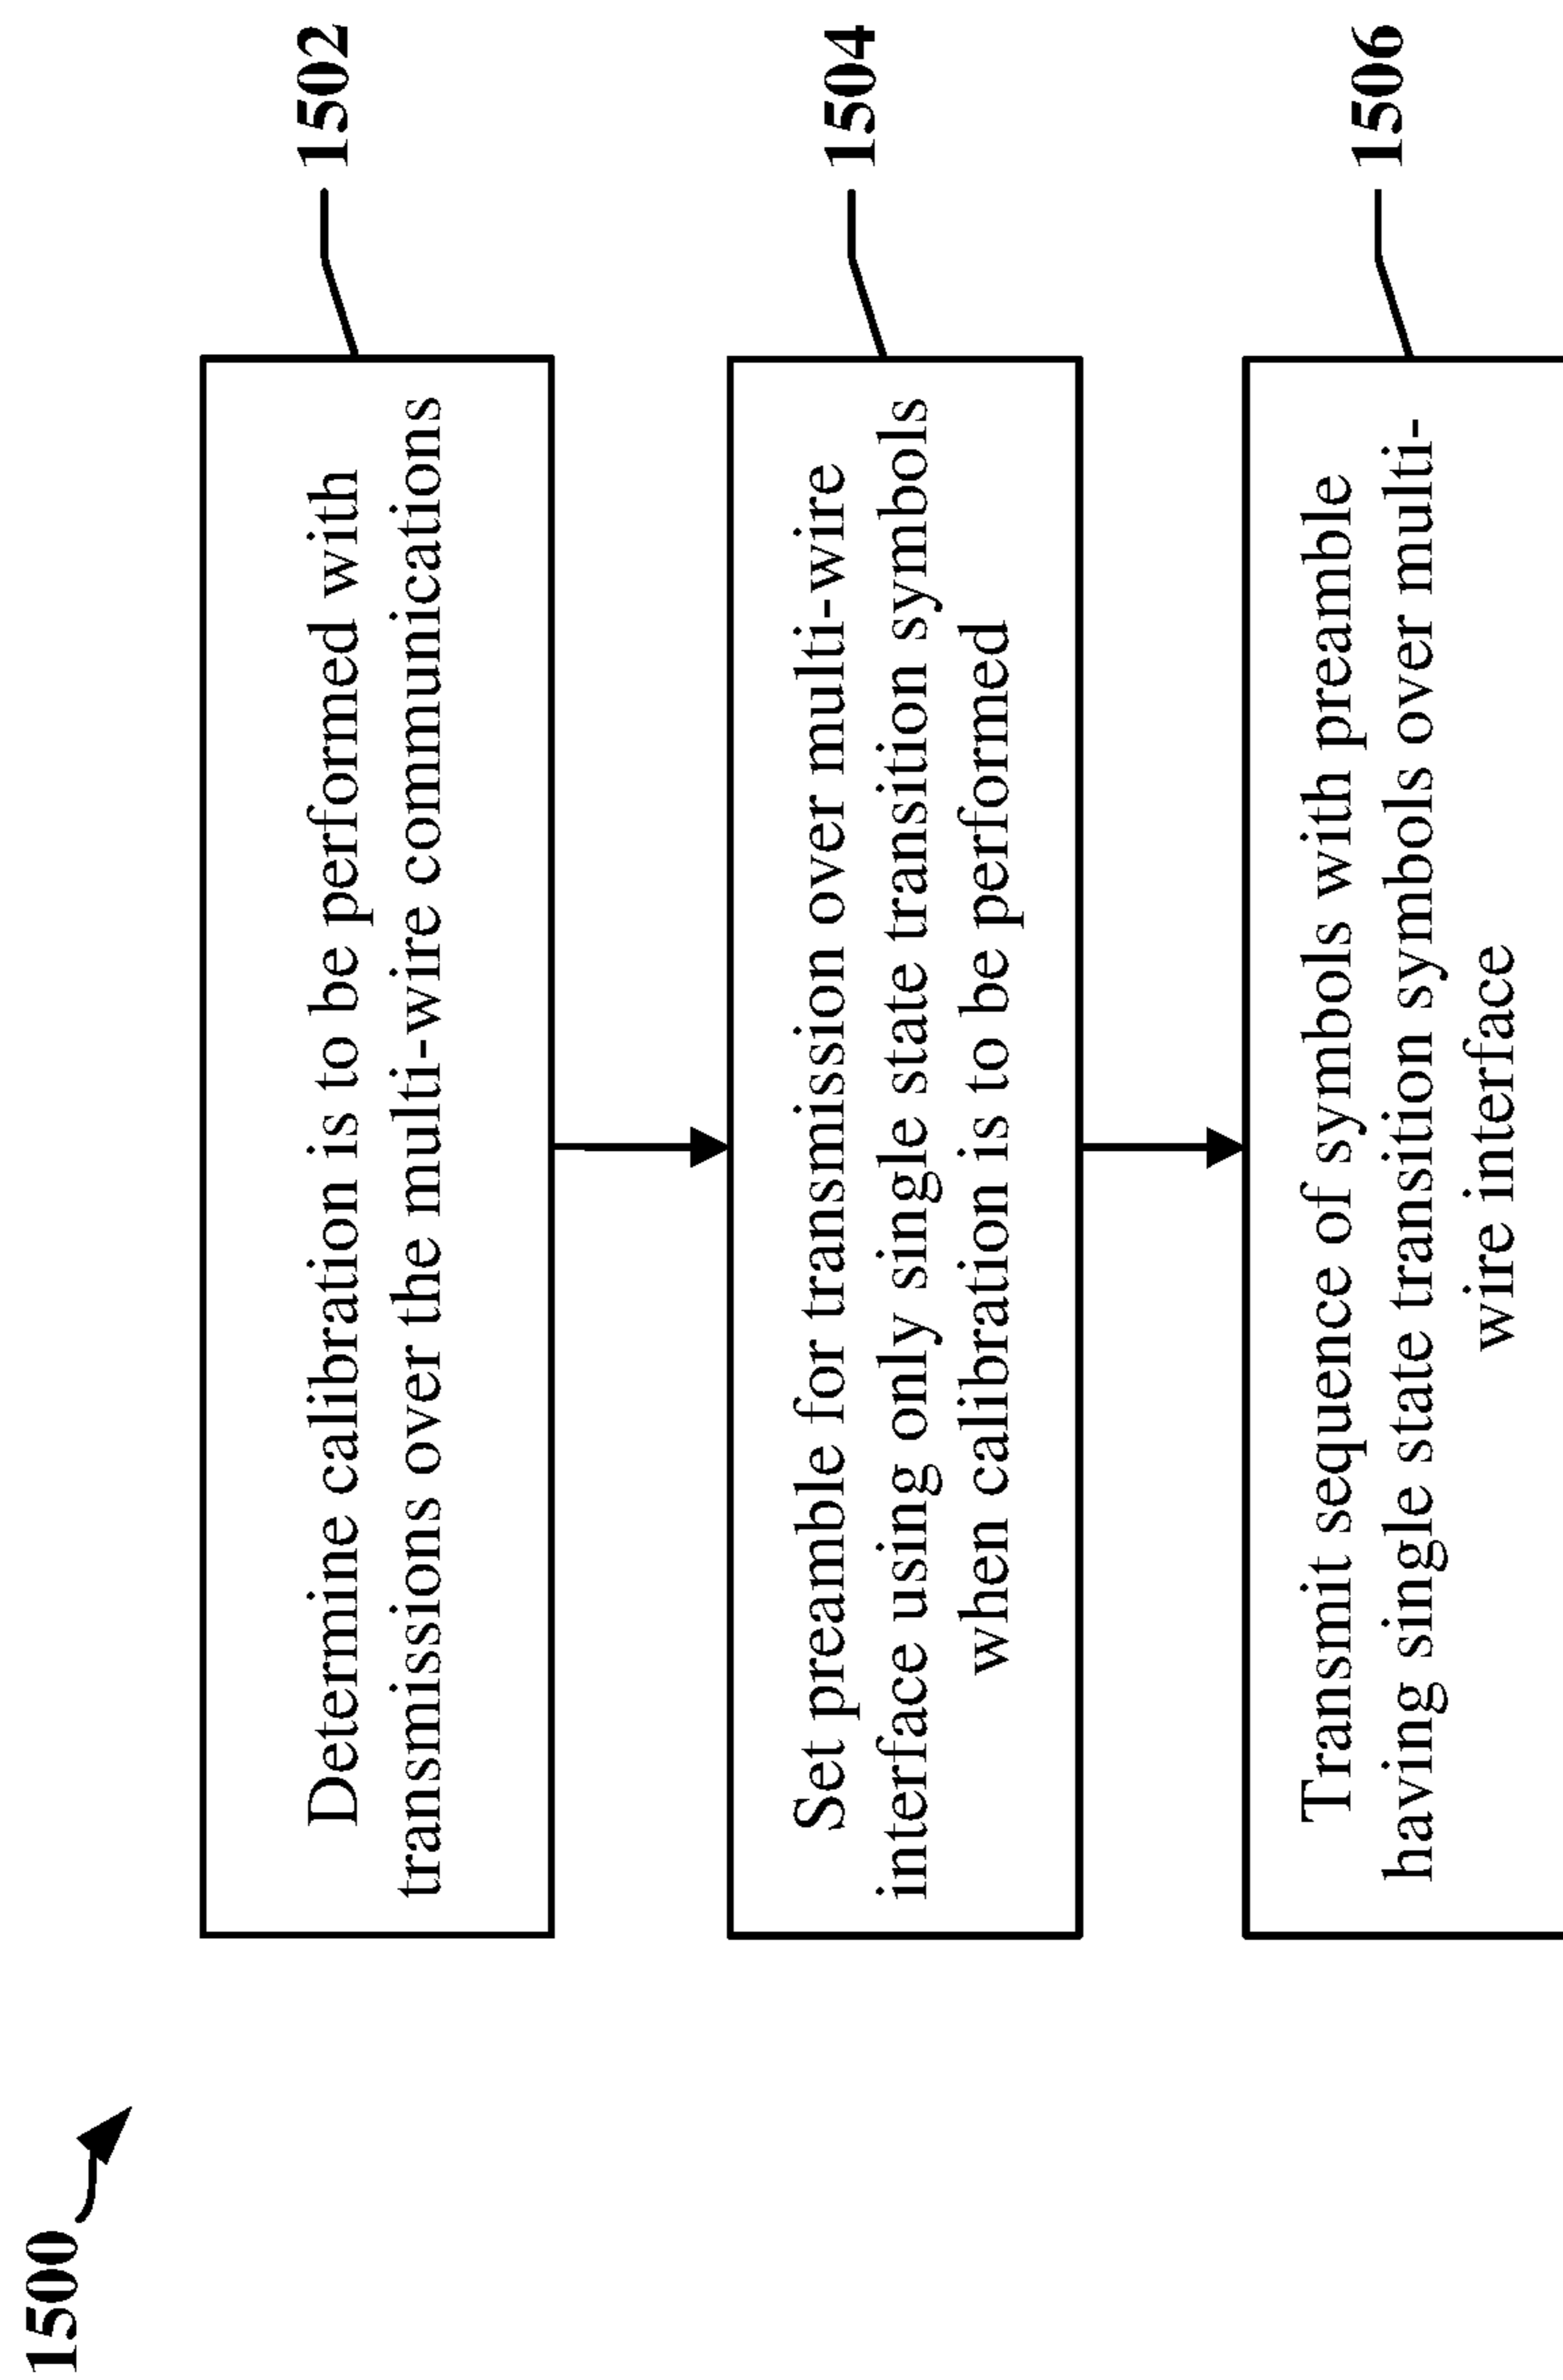 1500
Determine calibration is to be performed with
transmissions over the multi-wire communications
1502
Set preamble for transmission over multi-wire
interface using only single state transition symbols
when calibration is to be performed
1504
Transmit sequence of symbols with preamble
having single state transition symbols over multi-
wire interface
1506